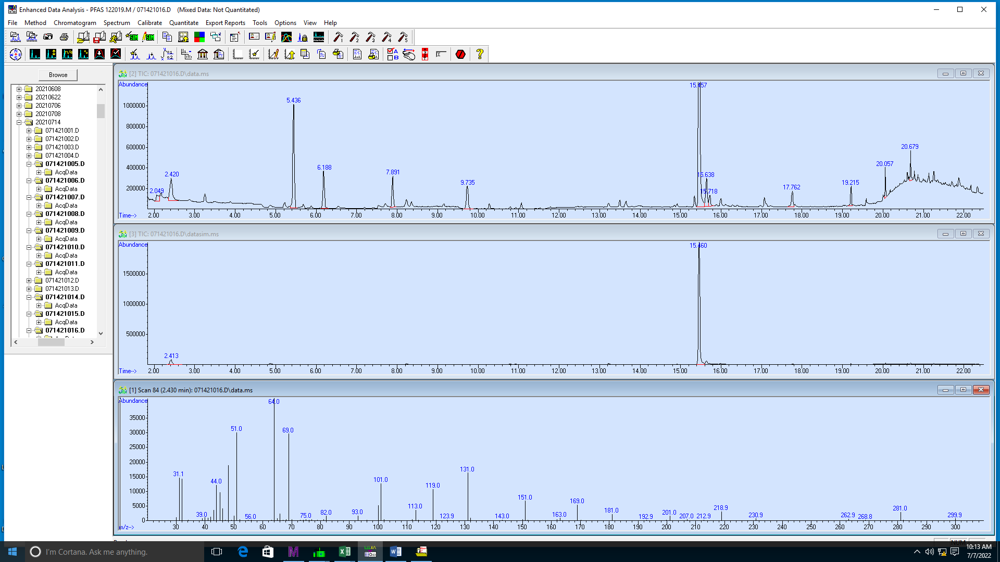 Enhanced Data Analysis - PFAS 122019.M / 071421016.D (Mixed Data: Not Quantitated)
File Method Chromatogram Spectrum Calibrate Quantitate Export Reports Tools Options View Help
Browse
20210608
20210622
20210706
20210708
20210714
071421001.D
071421002.D
071421003.D
071421004.D
071421005.D
AcqData
071421006.D
AcqData
071421007.D
AcqData
071421008.D
AcqData
071421009.D
AcqData
071421010.D
AcqData
071421011.D
AcqData
071421012.D
071421013.D
071421014.D
AcqData
071421015.D
AcqData
071421016.D
[2] TIC: 071421016.D\data.ms
Abundance
1000000
800000
600000
400000
200000
2.049
2.420
5.436
6.188
7.891
9.735
15.457
15.638
15.718
17.762
19.215
20.057
20.679
Time-->
2.00 3.00 4.00 5.00 6.00 7.00 8.00 9.00 10.00 11.00 12.00 13.00 14.00 15.00 16.00 17.00 18.00 19.00 20.00 21.00 22.00
[3] TIC: 071421016.D\datasim.ms
Abundance
1500000
1000000
500000
2.413
15.460
Time-->
2.00 3.00 4.00 5.00 6.00 7.00 8.00 9.00 10.00 11.00 12.00 13.00 14.00 15.00 16.00 17.00 18.00 19.00 20.00 21.00 22.00
[1] Scan 84 (2.430 min): 071421016.D\data.ms
Abundance
35000
30000
25000
20000
15000
10000
5000
0
31.1
39.0
44.0
51.0
56.0
64.0
69.0
75.0
82.0
93.0
101.0
113.0
119.0
123.9
131.0
143.0
151.0
163.0
169.0
181.0
192.9
201.0
207.0
212.9
218.9
230.9
262.9
268.8
281.0
299.9
m/z-->
30 40 50 60 70 80 90 100 110 120 130 140 150 160 170 180 190 200 210 220 230 240 250 260 270 280 290 300
NUM
I'm Cortana. Ask me anything.
10:13 AM
7/7/2022